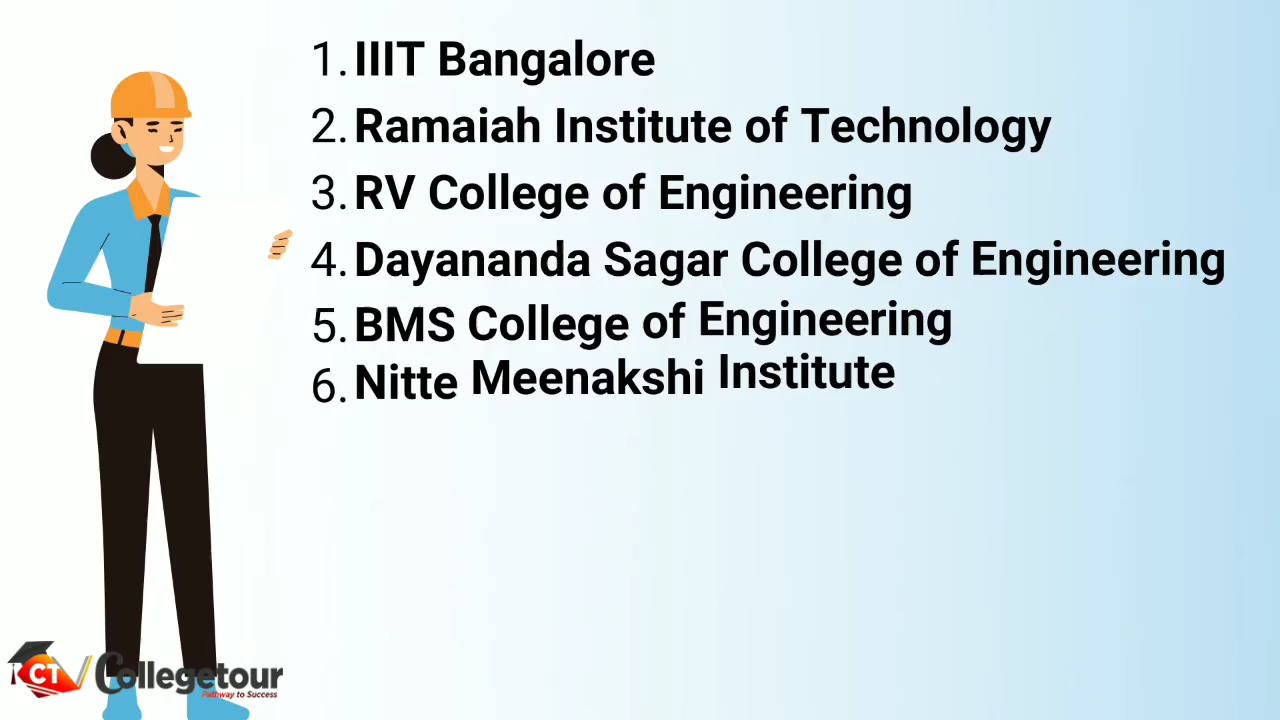 1. IIIT Bangalore
2. Ramaiah Institute of Technology
3. RV College of Engineering
4. Dayananda Sagar College of Engineering
5. BMS College of Engineering
6. Nitte Meenakshi Institute
CT Collegetour
Pathway to Success